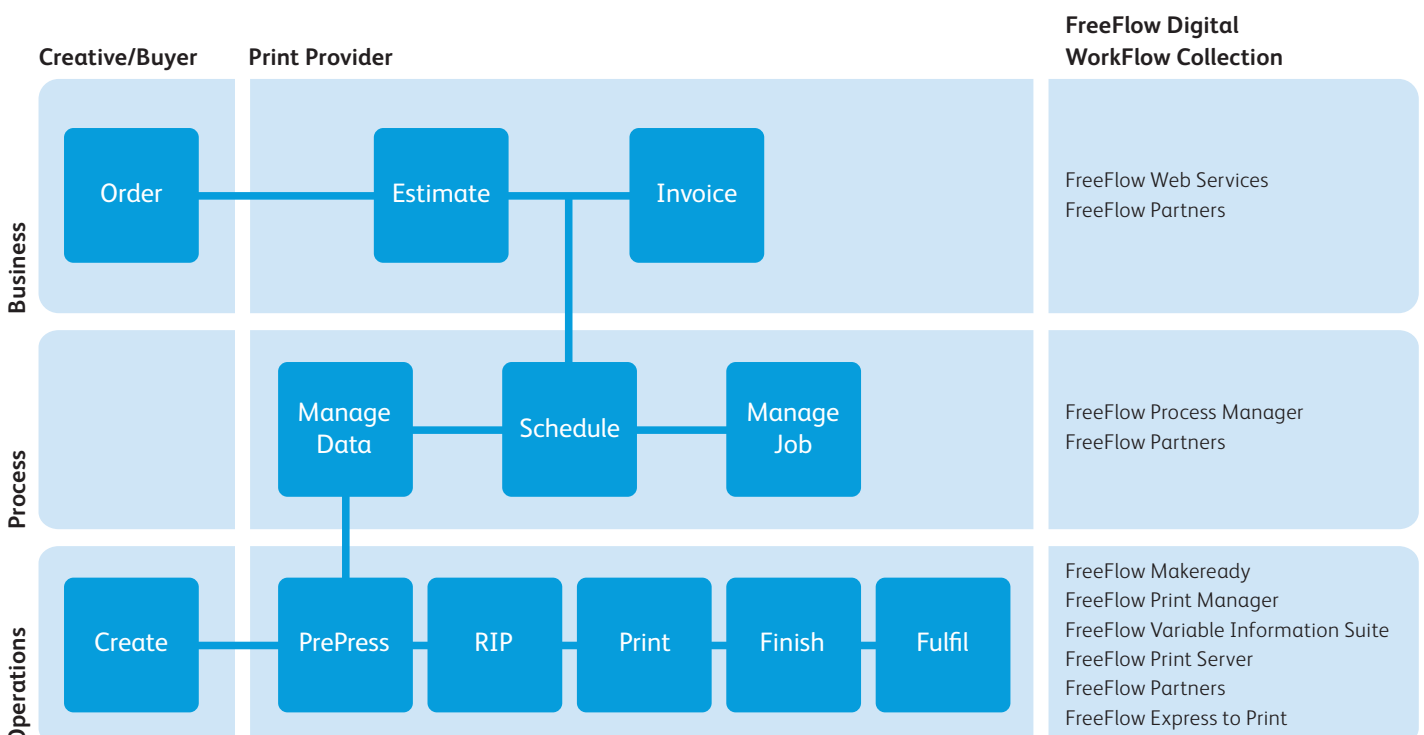 FreeFlow Digital
Creative/Buyer Print Provider WorkFlow Collection
Business
Order Estimate Invoice
FreeFlow Web Services
FreeFlow Partners
Process
Manage
Data
Schedule
Manage
Job
FreeFlow Process Manager
FreeFlow Partners
Operations
Create PrePress RIP Print Finish Fulfil
FreeFlow Makeready
FreeFlow Print Manager
FreeFlow Variable Information Suite
FreeFlow Print Server
FreeFlow Partners
FreeFlow Express to Print